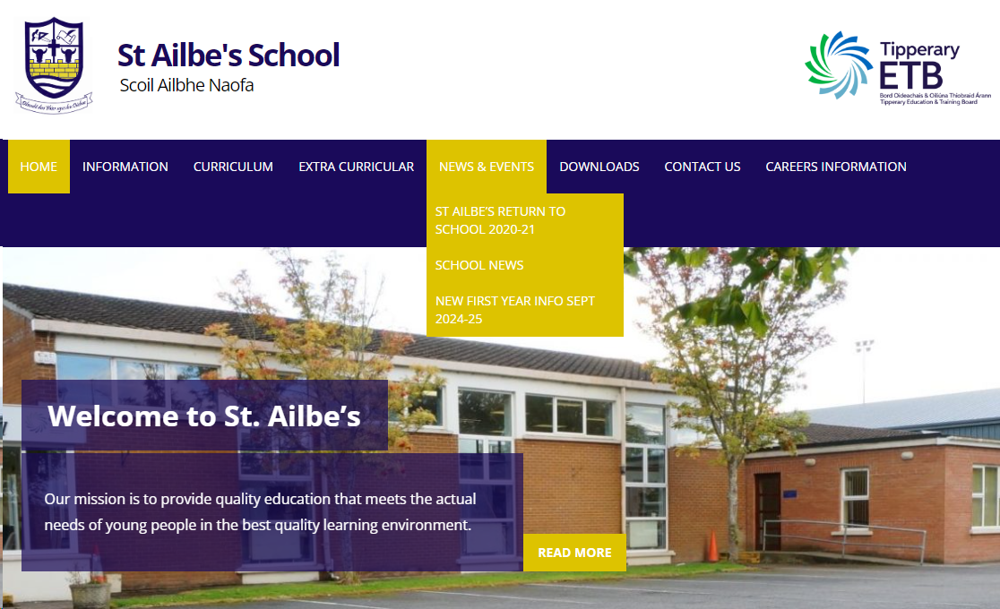 St Ailbe's School
Scoil Ailbhe Naofa
Tipperary
ETB
Bord Oideachais & Oiliúna Thiobraid Árann
Tipperary Education & Training Board
HOME
INFORMATION
CURRICULUM
EXTRA CURRICULAR
NEWS & EVENTS
DOWNLOADS
CONTACT US
CAREERS INFORMATION
ST AILBE’S RETURN TO
SCHOOL 2020-21
SCHOOL NEWS
NEW FIRST YEAR INFO SEPT
2024-25
Welcome to St. Ailbe’s
Our mission is to provide quality education that meets the actual
needs of young people in the best quality learning environment.
READ MORE